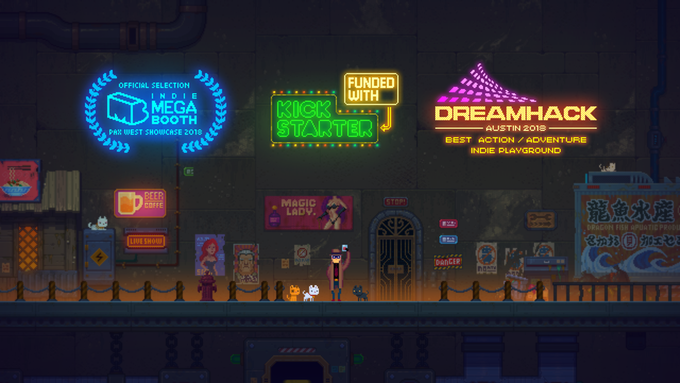 OFFICIAL SELECTION
INDIE
MEGA
BOOTH
PAX WEST SHOWCASE 2018
FUNDED
WITH
KICK
STARTER
DREAMHACK
AUSTIN 2018
BEST ACTION / ADVENTURE
INDIE PLAYGROUND
BEER
COFFE
LIVE SHOW!
MAGIC
LADY.
STOP!
DANGER
龍魚水産